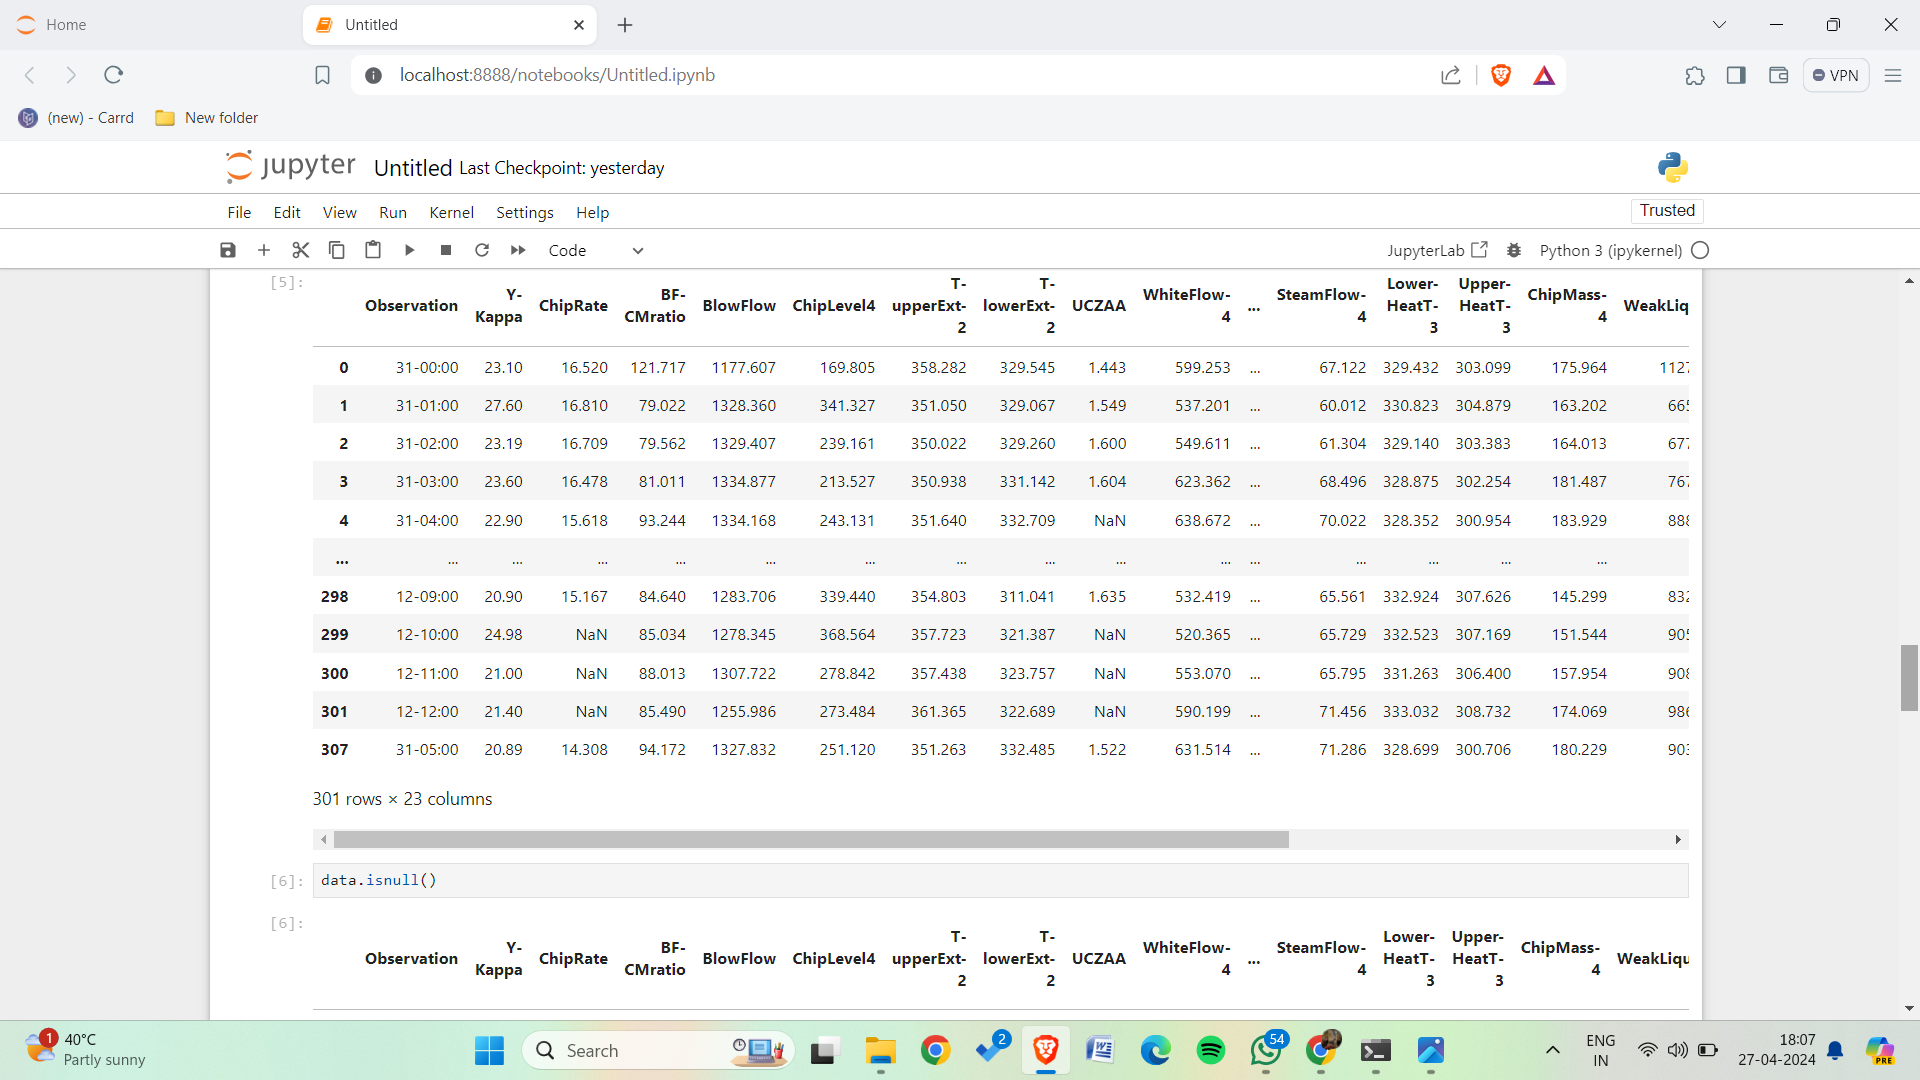 Home
Untitled
localhost:8888/notebooks/Untitled.ipynb
VPN
(new) - Carrd
New folder
jupyter Untitled Last Checkpoint: yesterday
File Edit View Run Kernel Settings Help
Trusted
Code
JupyterLab
Python 3 (ipykernel)
[5]:
Observation Y-Kappa ChipRate BF-CMratio BlowFlow ChipLevel4 T-upperExt-2 T-lowerExt-2 UCZAA WhiteFlow-4 ... SteamFlow-4 Lower-HeatT-3 Upper-HeatT-3 ChipMass-4 WeakLiq
0 31-00:00 23.10 16.520 121.717 1177.607 169.805 358.282 329.545 1.443 599.253 ... 67.122 329.432 303.099 175.964 1127
1 31-01:00 27.60 16.810 79.022 1328.360 341.327 351.050 329.067 1.549 537.201 ... 60.012 330.823 304.879 163.202 665
2 31-02:00 23.19 16.709 79.562 1329.407 239.161 350.022 329.260 1.600 549.611 ... 61.304 329.140 303.383 164.013 677
3 31-03:00 23.60 16.478 81.011 1334.877 213.527 350.938 331.142 1.604 623.362 ... 68.496 328.875 302.254 181.487 767
4 31-04:00 22.90 15.618 93.244 1334.168 243.131 351.640 332.709 NaN 638.672 ... 70.022 328.352 300.954 183.929 888
... ... ... ... ... ... ... ... ... ... ... ... ... ... ... ...
298 12-09:00 20.90 15.167 84.640 1283.706 339.440 354.803 311.041 1.635 532.419 ... 65.561 332.924 307.626 145.299 832
299 12-10:00 24.98 NaN 85.034 1278.345 368.564 357.723 321.387 NaN 520.365 ... 65.729 332.523 307.169 151.544 905
300 12-11:00 21.00 NaN 88.013 1307.722 278.842 357.438 323.757 NaN 553.070 ... 65.795 331.263 306.400 157.954 908
301 12-12:00 21.40 NaN 85.490 1255.986 273.484 361.365 322.689 NaN 590.199 ... 71.456 333.032 308.732 174.069 986
307 31-05:00 20.89 14.308 94.172 1327.832 251.120 351.263 332.485 1.522 631.514 ... 71.286 328.699 300.706 180.229 903
301 rows × 23 columns
[6]: data.isnull()
[6]:
Observation Y-Kappa ChipRate BF-CMratio BlowFlow ChipLevel4 T-upperExt-2 T-lowerExt-2 UCZAA WhiteFlow-4 ... SteamFlow-4 Lower-HeatT-3 Upper-HeatT-3 ChipMass-4 WeakLiqu
1
40°C
Partly sunny
Search
2
54
ENG
IN
18:07
27-04-2024
PRE